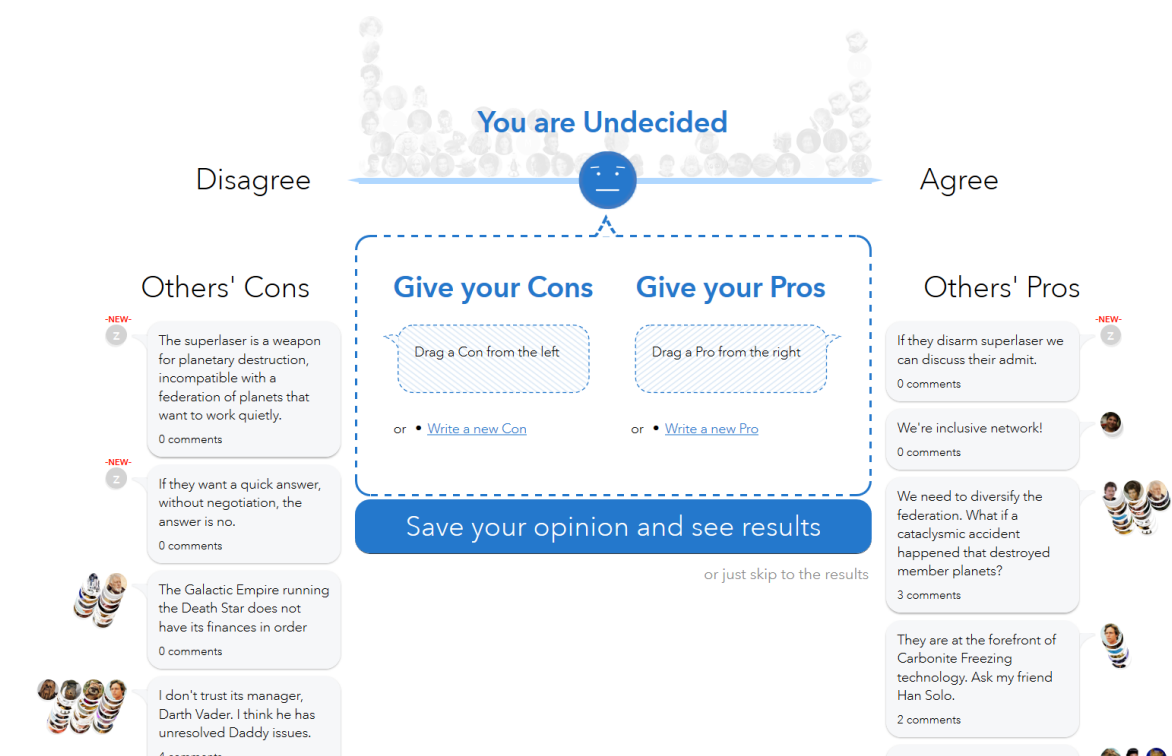 You are Undecided
Disagree
Agree
Others' Cons
-NEW-
z
The superlaser is a weapon
for planetary destruction,
incompatible with a
federation of planets that
want to work quietly.
0 comments
-NEW-
z
If they want a quick answer,
without negotiation, the
answer is no.
0 comments
The Galactic Empire running
the Death Star does not
have its finances in order
0 comments
I don't trust its manager,
Darth Vader. I think he has
unresolved Daddy issues.
4 comments
Give your Cons
Drag a Con from the left
or • Write a new Con
Give your Pros
Drag a Pro from the right
or • Write a new Pro
Save your opinion and see results
or just skip to the results
Others' Pros
-NEW-
z
If they disarm superlaser we
can discuss their admit.
0 comments
We're inclusive network!
0 comments
We need to diversify the
federation. What if a
cataclysmic accident
happened that destroyed
member planets?
3 comments
They are at the forefront of
Carbonite Freezing
technology. Ask my friend
Han Solo.
2 comments